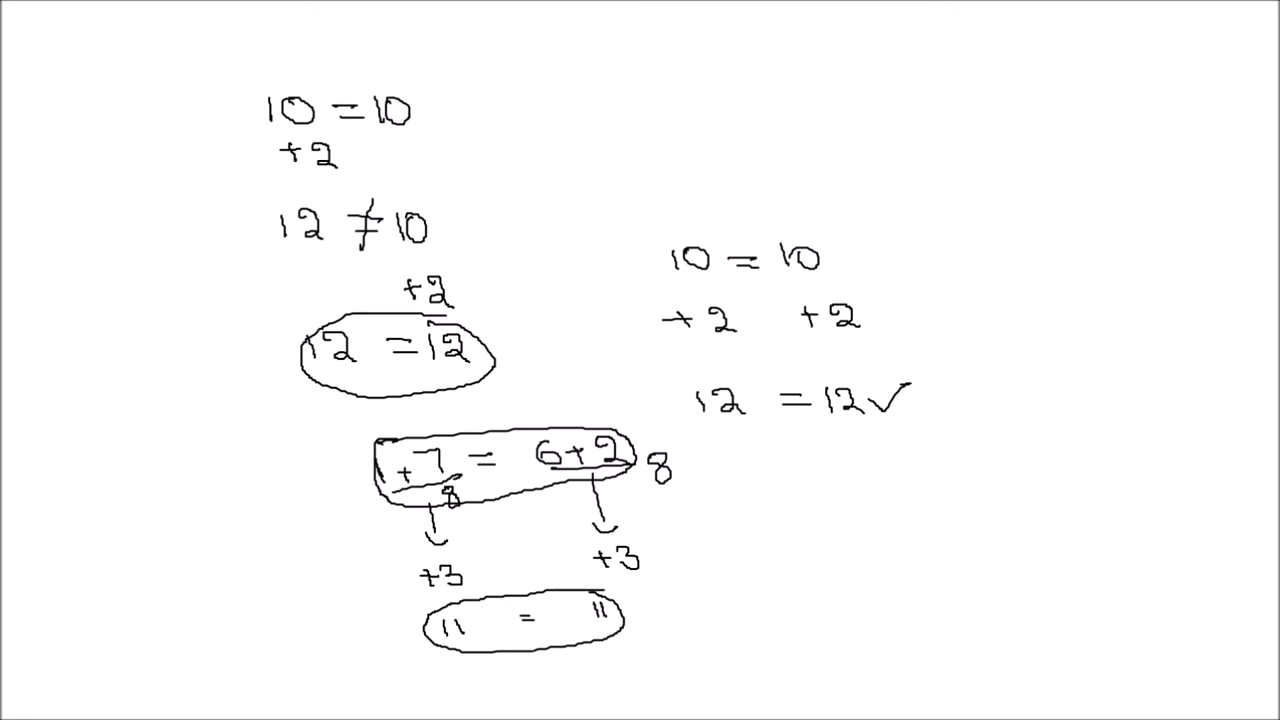 10 = 10
+2
12 ≠ 10
+2
12 = 12
10 = 10
+2 +2
12 = 12 ✓
1 + 7 = 6 + 2
8 8
+3 +3
11 = 11